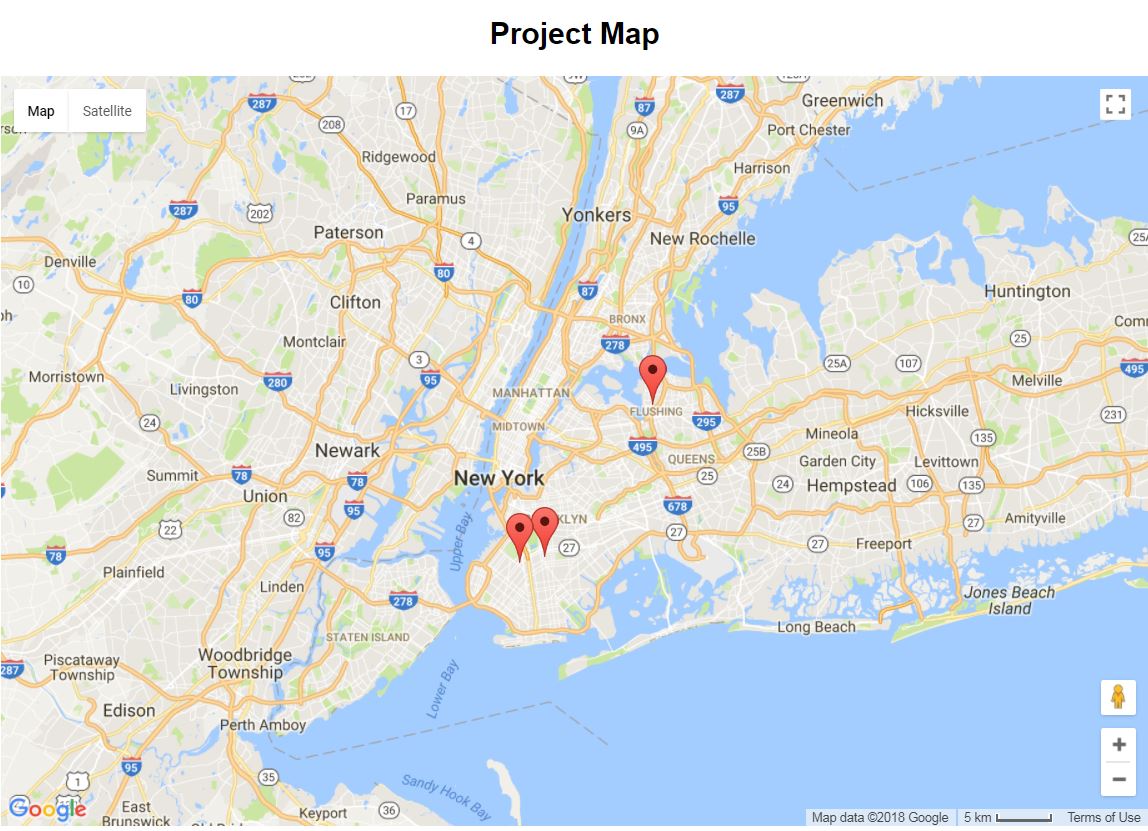 Project Map
Map
Satellite
287
208
17
9A
87
287
Greenwich
Port Chester
Ridgewood
Harrison
Paramus
287
202
95
Yonkers
Paterson
4
New Rochelle
Denville
80
10
80
87
Huntington
Clifton
BRONX
Montclair
278
25
3
25A
107
495
Morristown
Livingston
280
95
MANHATTAN
Melville
FLUSHING
Hicksville
231
24
295
MIDTOWN
Mineola
135
Newark
495
QUEENS
25B
Garden City
Levittown
Summit
78
78
New York
25
24
Hempstead
106
135
Union
95
678
82
KLYN
Amityville
22
27
27
Upper Bay
27
27
Freeport
78
95
Plainfield
Linden
278
Jones Beach
Island
Long Beach
STATEN ISLAND
Woodbridge
Township
Piscataway
Township
287
Lower Bay
Edison
Perth Amboy
95
1
35
Sandy Hook Bay
East
Brunswick
Keyport
36
Google
Map data ©2018 Google
5 km
Terms of Use